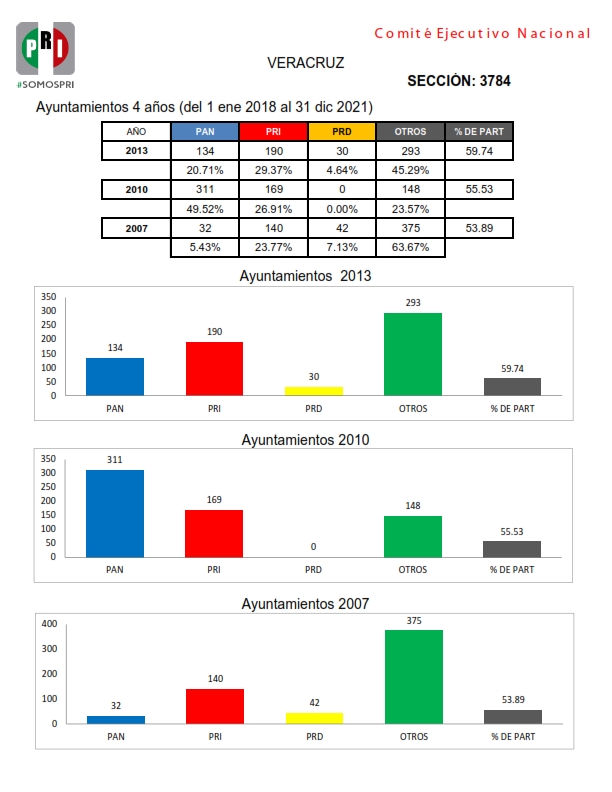 Comité Ejecutivo Nacional
PRI
#SOMOSPRI
VERACRUZ
SECCIÓN: 3784
Ayuntamientos 4 años (del 1 ene 2018 al 31 dic 2021)
AÑO PAN PRI PRD OTROS % DE PART
2013 134 190 30 293 59.74
20.71% 29.37% 4.64% 45.29%
2010 311 169 0 148 55.53
49.52% 26.91% 0.00% 23.57%
2007 32 140 42 375 53.89
5.43% 23.77% 7.13% 63.67%
Ayuntamientos 2013
350
300
250
200
150
100
50
0
134 190 30 293 59.74
PAN PRI PRD OTROS % DE PART
Ayuntamientos 2010
350
300
250
200
150
100
50
0
311 169 0 148 55.53
PAN PRI PRD OTROS % DE PART
Ayuntamientos 2007
400
300
200
100
0
32 140 42 375 53.89
PAN PRI PRD OTROS % DE PART